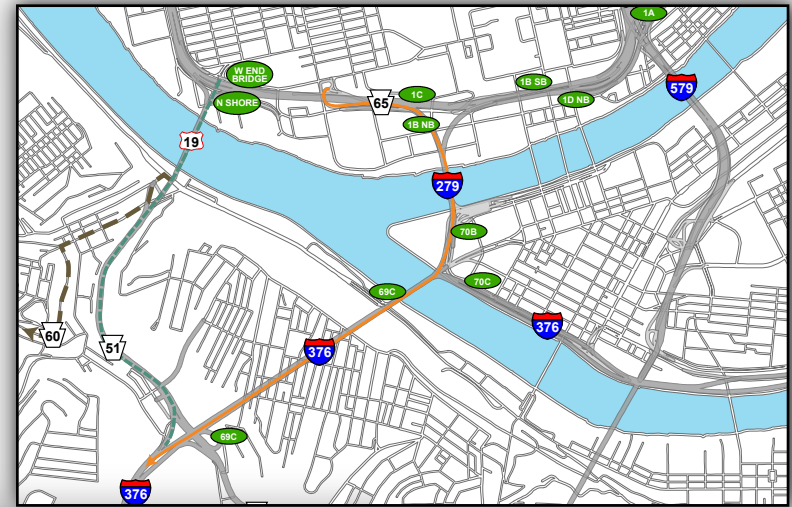 1A
W END
BRIDGE
1B SB
579
1C
65
N SHORE
1D NB
1B NB
19
279
70B
70C
69C
376
60
51
376
69C
376